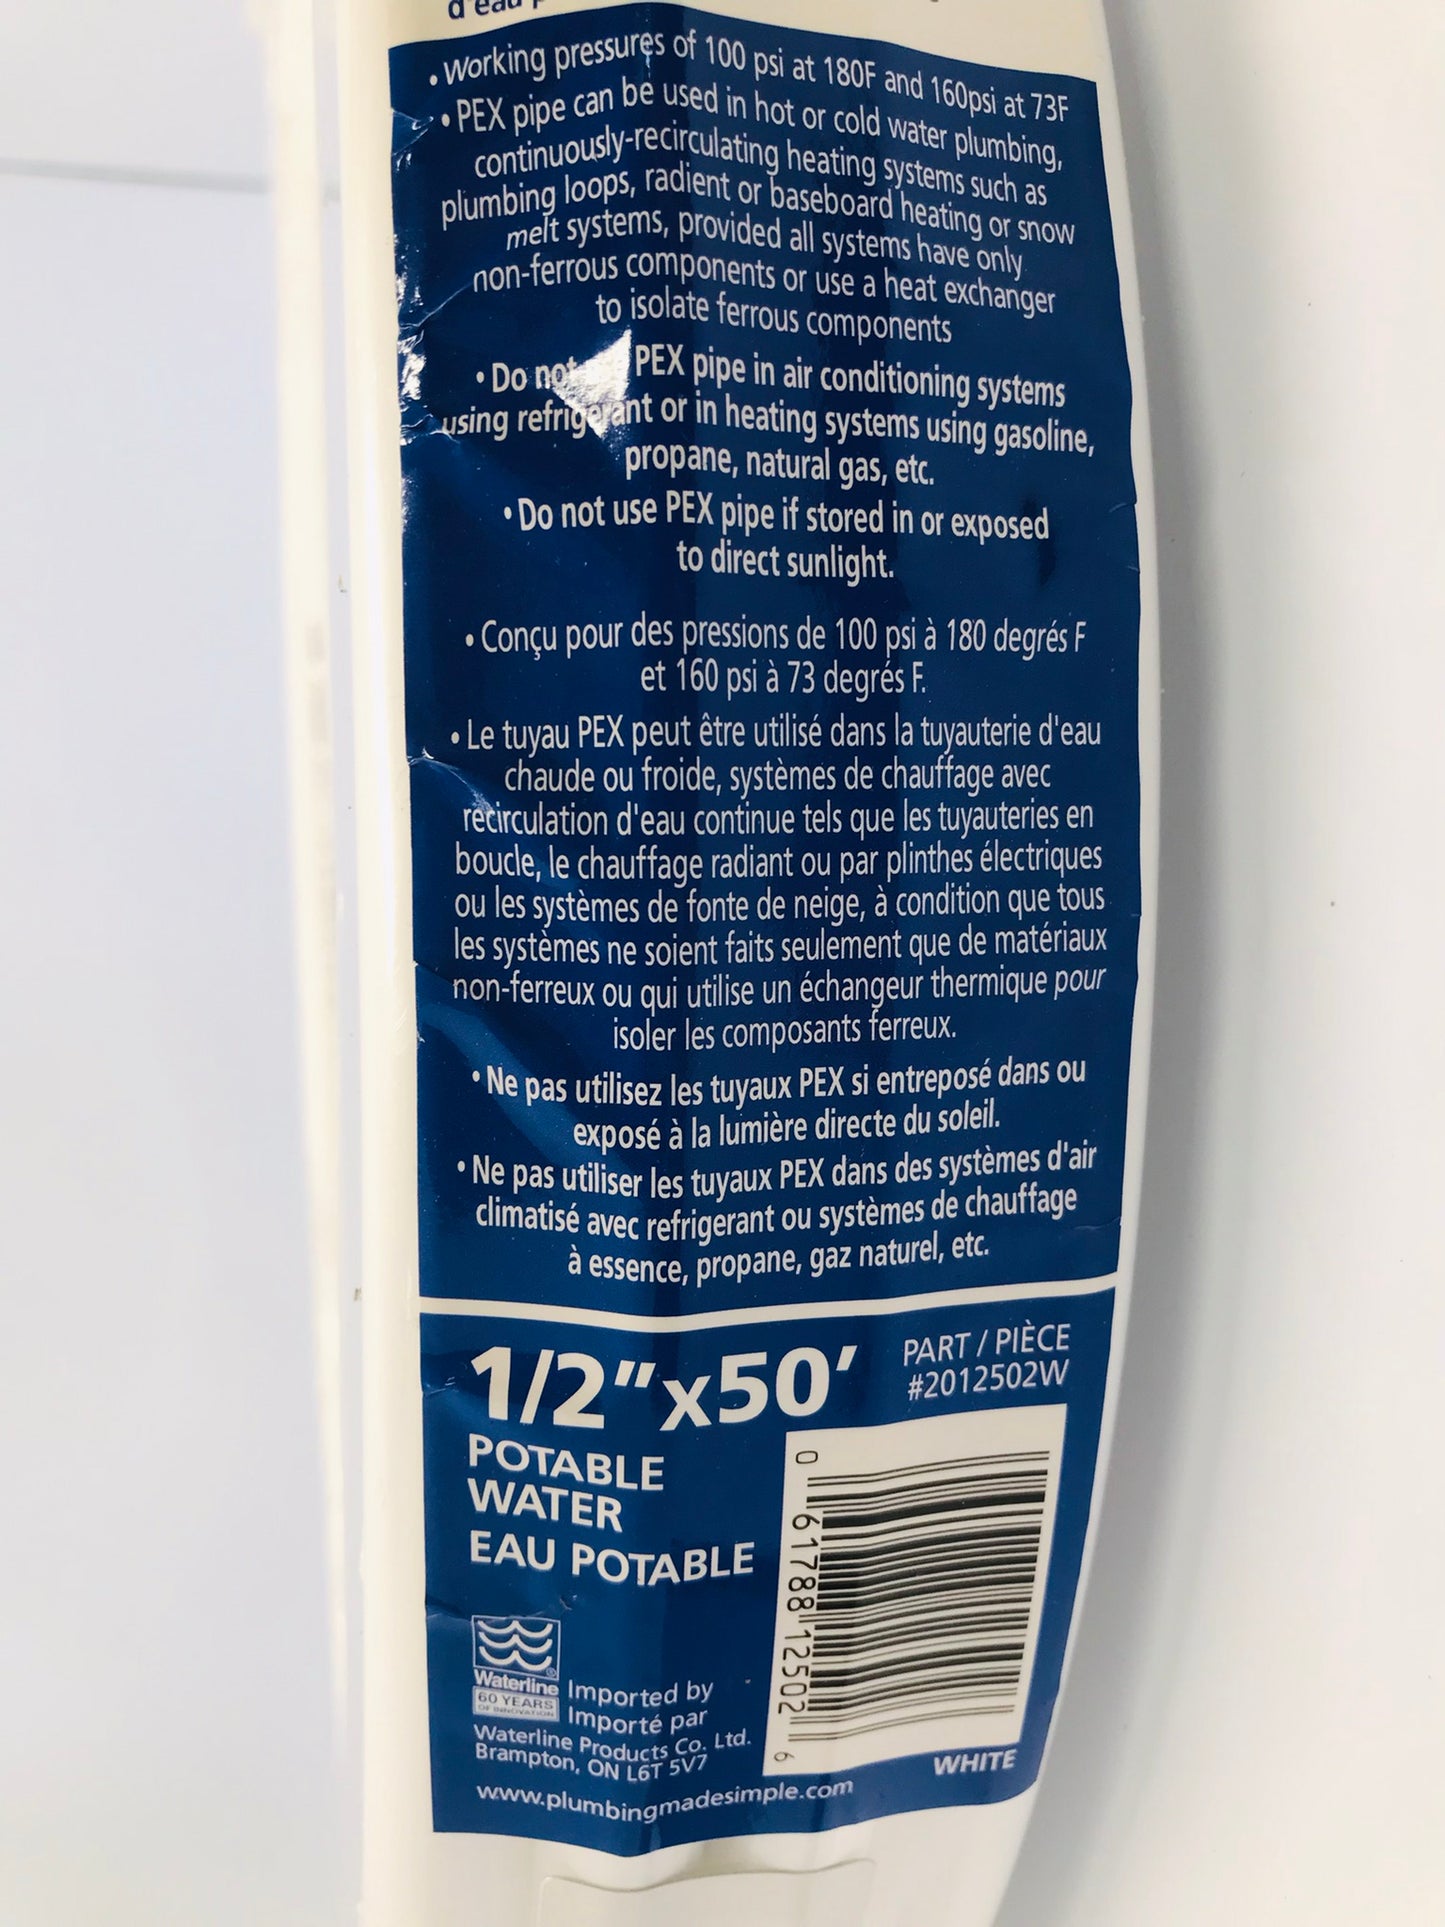 d'eau
• Working pressures of 100 psi at 180F and 160psi at 73F
• PEX pipe can be used in hot or cold water plumbing,
continuously-recirculating heating systems such as
plumbing loops, radient or baseboard heating or snow
melt systems, provided all systems have only
non-ferrous components or use a heat exchanger
to isolate ferrous components
• Do not PEX pipe in air conditioning systems
using refrigerant or in heating systems using gasoline,
propane, natural gas, etc.
• Do not use PEX pipe if stored in or exposed
to direct sunlight.
• Conçu pour des pressions de 100 psi à 180 degrés F
et 160 psi à 73 degrés F.
• Le tuyau PEX peut être utilisé dans la tuyauterie d'eau
chaude ou froide, systèmes de chauffage avec
recirculation d'eau continue tels que les tuyauteries en
boucle, le chauffage radiant ou par plinthes électriques
ou les systèmes de fonte de neige, à condition que tous
les systèmes ne soient faits seulement que de matériaux
non-ferreux ou qui utilise un échangeur thermique pour
isoler les composants ferreux.
• Ne pas utilisez les tuyaux PEX si entreposé dans ou
exposé à la lumière directe du soleil.
• Ne pas utiliser les tuyaux PEX dans des systèmes d'air
climatisé avec refrigerant ou systèmes de chauffage
à essence, propane, gaz naturel, etc.
1/2"x50'
PART / PIÈCE
#2012502W
POTABLE
WATER
EAU POTABLE
0 61788 12502 6
Waterline
60 YEARS
OF INNOVATION
Imported by
Importé par
Waterline Products Co. Ltd.
Brampton, ON L6T 5V7
www.plumbingmadesimple.com
WHITE